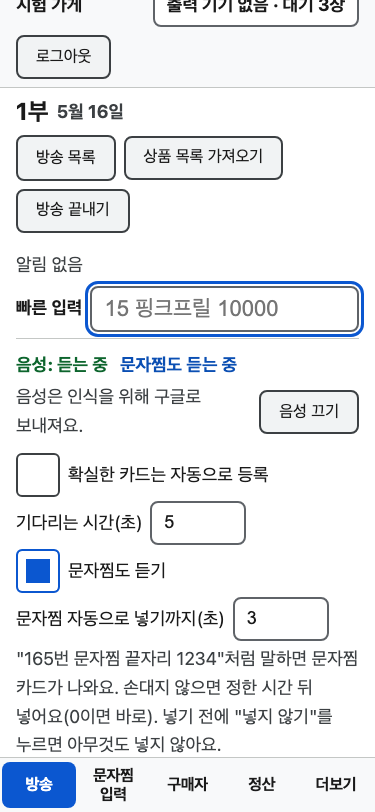 시험 가게
출력 기기 없음 · 대기 3장
로그아웃
1부 5월 16일
방송 목록
상품 목록 가져오기
방송 끝내기
알림 없음
빠른 입력 15 핑크프릴 10000
음성: 듣는 중 문자찜도 듣는 중
음성은 인식을 위해 구글로
보내져요.
음성 끄기
확실한 카드는 자동으로 등록
기다리는 시간(초) 5
문자찜도 듣기
문자찜 자동으로 넣기까지(초) 3
"165번 문자찜 끝자리 1234"처럼 말하면 문자찜
카드가 나와요. 손대지 않으면 정한 시간 뒤
넣어요(0이면 바로). 넣기 전에 "넣지 않기"를
누르면 아무것도 넣지 않아요.
방송
문자찜
입력
구매자
정산
더보기